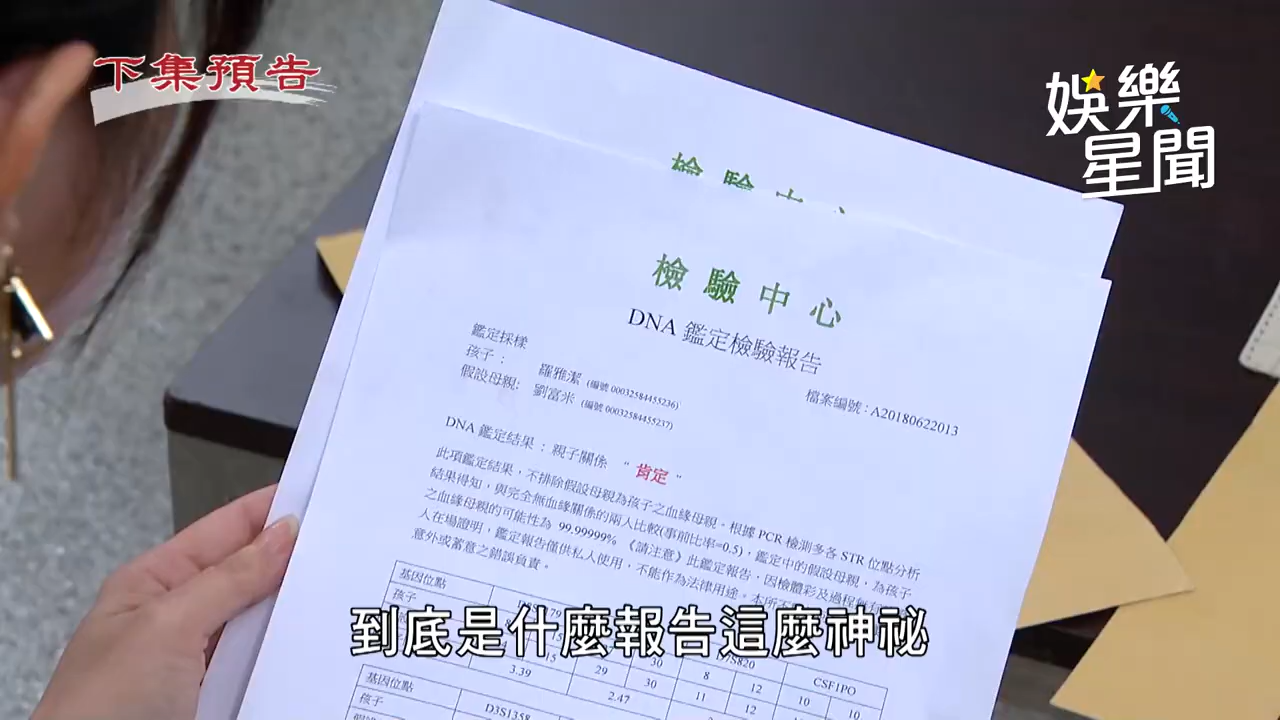 下集預告
娛樂
星聞
檢驗中心
檢驗中心
DNA 鑑定檢驗報告
鑑定採樣
孩子： 羅雅潔 (編號 00032584455236)
假設母親: 劉富米 (編號 00032584455237)
檔案編號：A20180622013
DNA 鑑定結果：親子關係 “肯定”
此項鑑定結果，不排除假設母親為孩子之血緣母親。根據 PCR 檢測多各 STR 位點分析
結果得知，與完全無血緣關係的兩人比較(事前比率=0.5)，鑑定中的假設母親，為孩子
之血緣母親的可能性為 99.99999% 《請注意》此鑑定報告，因檢體彩及過程
人在場證明，鑑定報告僅供私人使用，不能作為法律用途。本所不
意外或蓄意之錯誤負責。
基因位點
孩子
到底是什麼報告這麼神祕
15 29 30 8 12 CSF1PO
3.39 30 11 12 10 10
2.47
基因位點 D3S1358
孩子